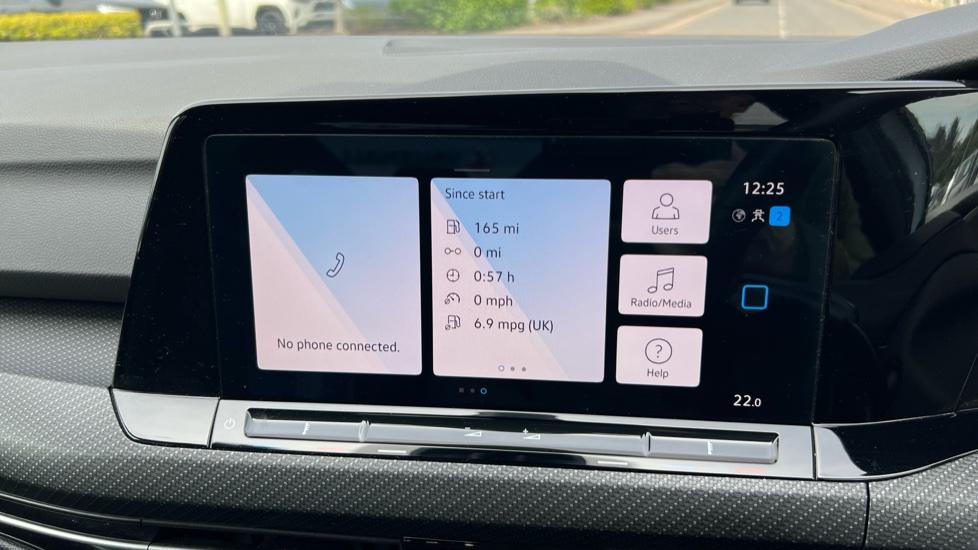 No phone connected.
Since start
165 mi
0 mi
0:57 h
0 mph
6.9 mpg (UK)
Users
Radio/Media
Help
12:25
2
22.0